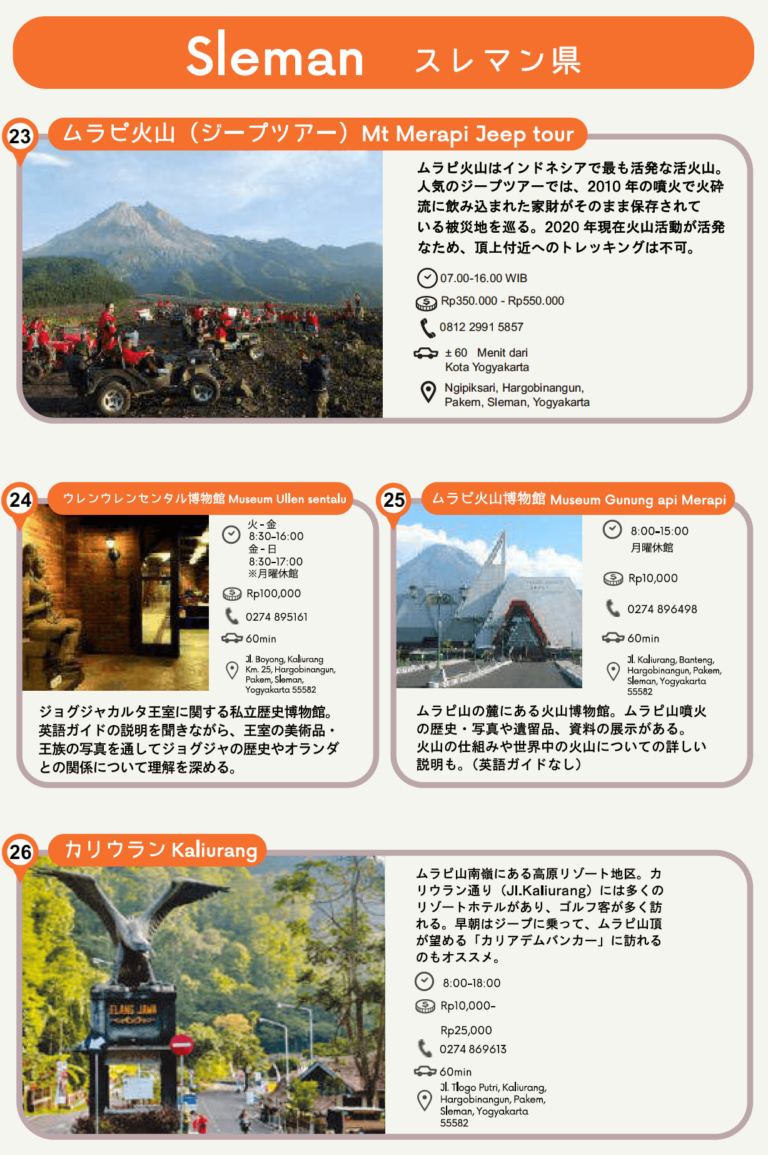 Sleman スレマン県
23
ムラピ火山（ジープツアー）Mt Merapi Jeep tour
ムラピ火山はインドネシアで最も活発な活火山。
人気のジープツアーでは、2010 年の噴火で火砕
流に飲み込まれた家財がそのまま保存されて
いる被災地を巡る。2020 年現在火山活動が活発
なため、頂上付近へのトレッキングは不可。
07.00-16.00 WIB
Rp350.000 - Rp550.000
0812 2991 5857
± 60 Menit dari
Kota Yogyakarta
Ngipiksari, Hargobinangun,
Pakem, Sleman, Yogyakarta
24
ウレンウレンセンタル博物館 Museum Ullen sentalu
火 - 金
8:30-16:00
金 - 日
8:30-17:00
※月曜休館
Rp100,000
0274 895161
60min
Jl. Boyong, Kaliurang
Km. 25, Hargobinangun,
Pakem, Sleman,
Yogyakarta 55582
ジョグジャカルタ王室に関する私立歴史博物館。
英語ガイドの説明を聞きながら、王室の美術品・
王族の写真を通してジョグジャの歴史やオランダ
との関係について理解を深める。
25
ムラピ火山博物館 Museum Gunung api Merapi
8:00-15:00
月曜休館
Rp10,000
0274 896498
60min
Jl. Kaliurang, Banteng,
Hargobinangun, Pakem,
Sleman, Yogyakarta
55582
ムラピ山の麓にある火山博物館。ムラピ山噴火
の歴史・写真や遺留品、資料の展示がある。
火山の仕組みや世界中の火山についての詳しい
説明も。（英語ガイドなし）
26
カリウラン Kaliurang
ELANG JAWA
ムラピ山南嶺にある高原リゾート地区。カ
リウラン通り（Jl.Kaliurang）には多くの
リゾートホテルがあり、ゴルフ客が多く訪
れる。早朝はジープに乗って、ムラピ山頂
が望める「カリアデムバンカー」に訪れる
のもオススメ。
8:00-18:00
Rp10,000-
Rp25,000
0274 869613
60min
Jl. Tlogo Putri, Kaliurang,
Hargobinangun, Pakem,
Sleman, Yogyakarta
55582